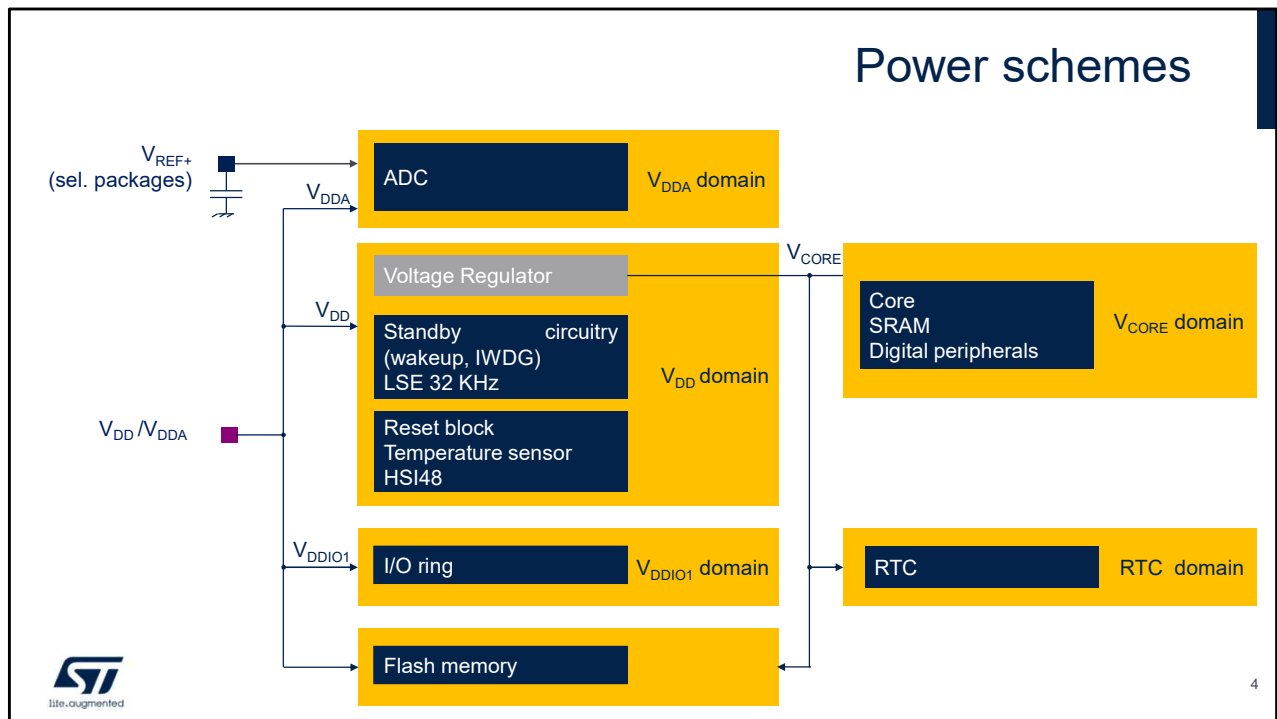 Power schemes
VREF+
(sel. packages)
ADC
VDDA domain
VDDA
Voltage Regulator
VCORE
VDD
Standby circuitry
(wakeup, IWDG)
LSE 32 KHz
VDD domain
Core
SRAM
Digital peripherals
VCORE domain
VDD /VDDA
Reset block
Temperature sensor
HSI48
VDDIO1
I/O ring
VDDIO1 domain
RTC
RTC domain
Flash memory
ST
life.augmented
4